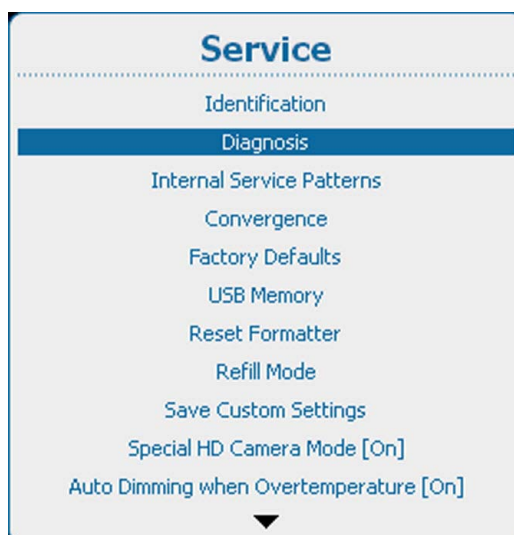 Service
Identification
Diagnosis
Internal Service Patterns
Convergence
Factory Defaults
USB Memory
Reset Formatter
Refill Mode
Save Custom Settings
Special HD Camera Mode [On]
Auto Dimming when Overtemperature [On]